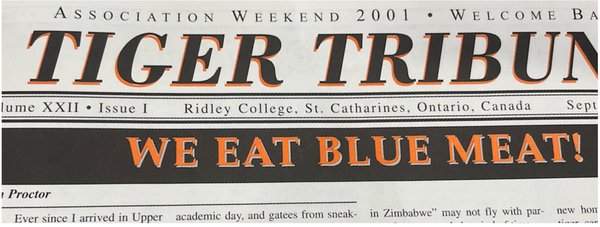 ASSOCIATION WEEKEND 2001 • WELCOME BA
TIGER TRIBUN
lume XXII • Issue I Ridley College, St. Catharines, Ontario, Canada Sept
WE EAT BLUE MEAT!
Proctor
Ever since I arrived in Upper academic day, and gatees from sneak- in Zimbabwe" may not fly with par- new hom